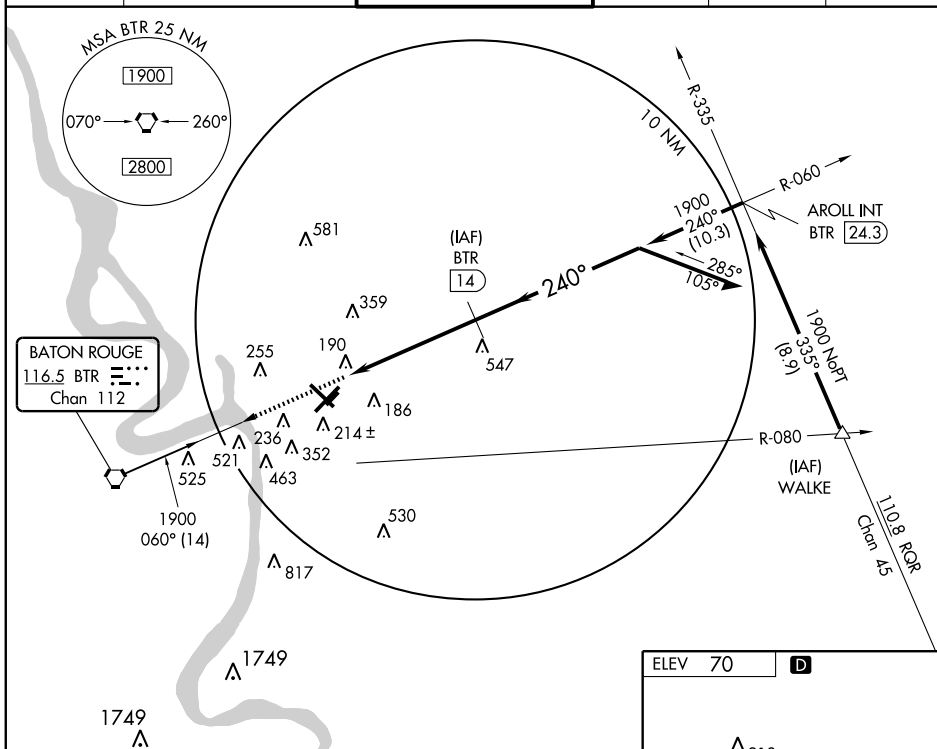 MSA BTR 25 NM
1900
070°
260°
2800
R-335
10 NM
R-060
1900
240°
(10.3)
AROLL INT
BTR 24.3
581
(IAF)
BTR
14
240°
285°
105°
359
1900 NoPT
335°
(8.9)
BATON ROUGE
116.5 BTR
Chan 112
255
190
547
186
236
214 ±
521
352
R-080
525
463
(IAF)
WALKE
1900
060° (14)
530
110.8 RQR
Chan 45
817
1749
ELEV 70 D
1749